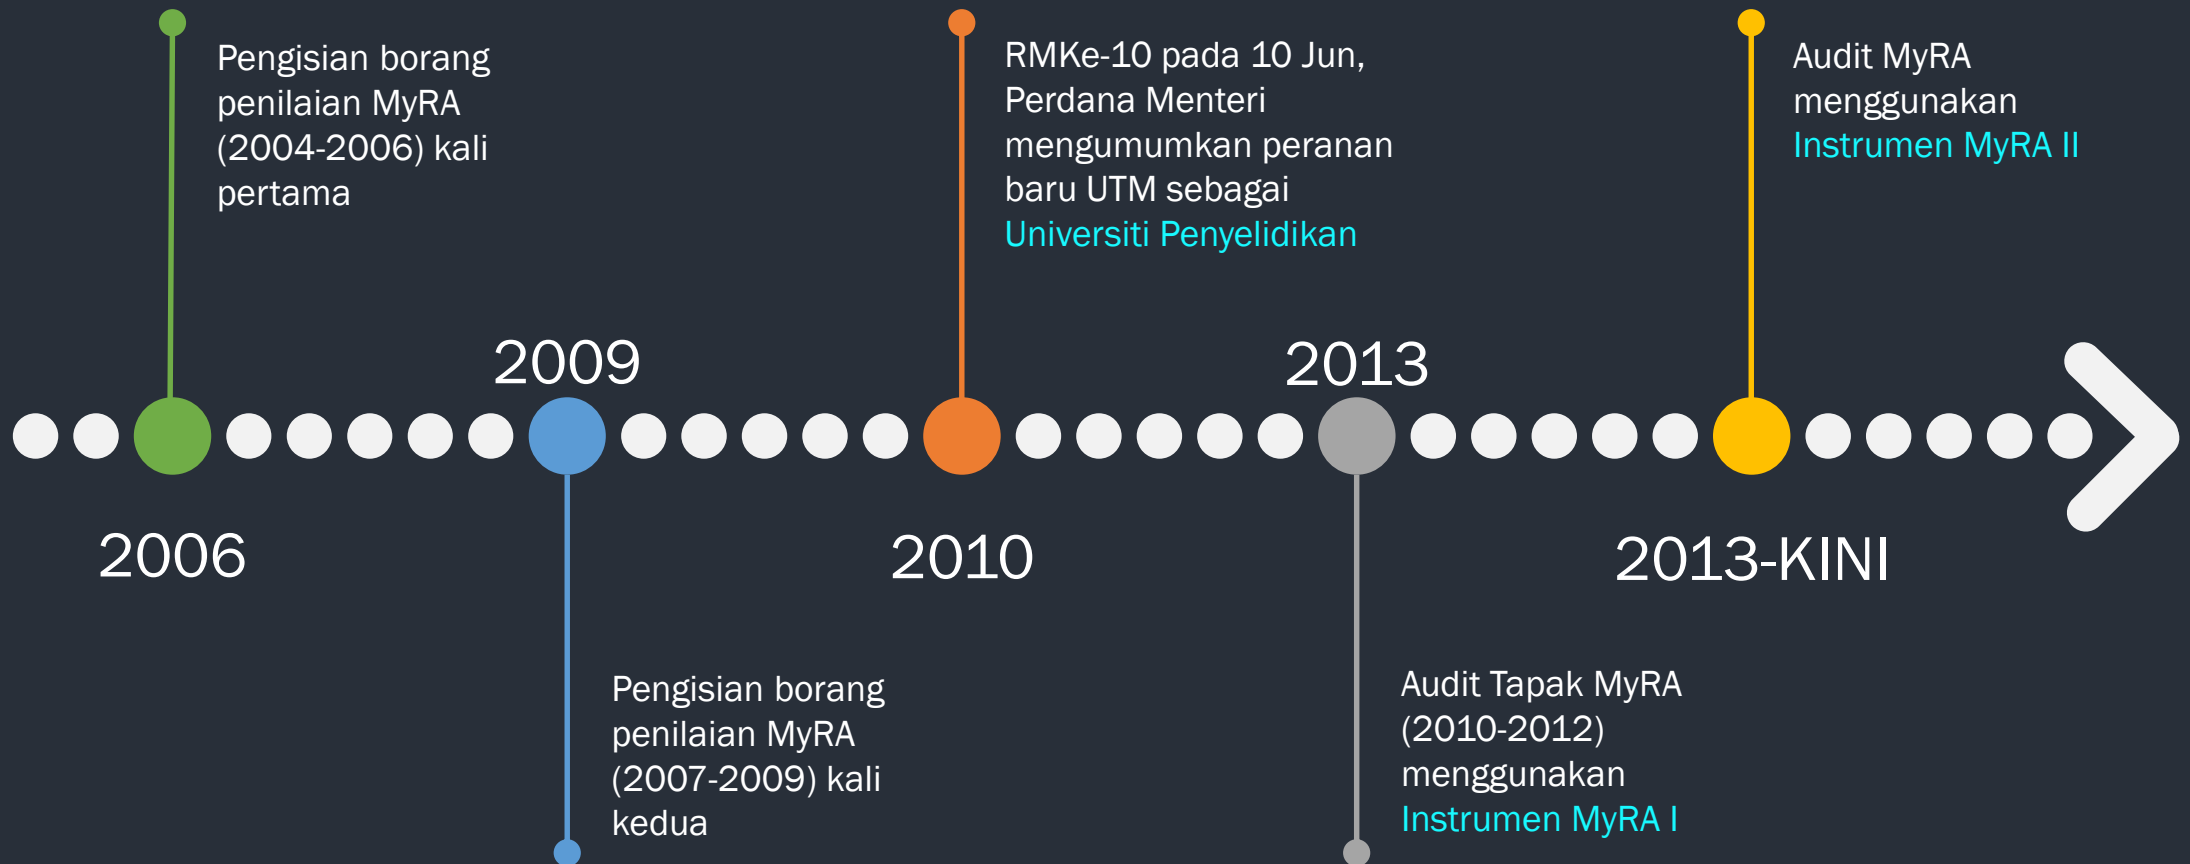 Pengisian borang
penilaian MyRA
(2004-2006) kali
pertama
2006
2009
Pengisian borang
penilaian MyRA
(2007-2009) kali
kedua
RMKe-10 pada 10 Jun,
Perdana Menteri
mengumumkan peranan
baru UTM sebagai
Universiti Penyelidikan
2010
2013
Audit Tapak MyRA
(2010-2012)
menggunakan
Instrumen MyRA I
Audit MyRA
menggunakan
Instrumen MyRA II
2013-KINI